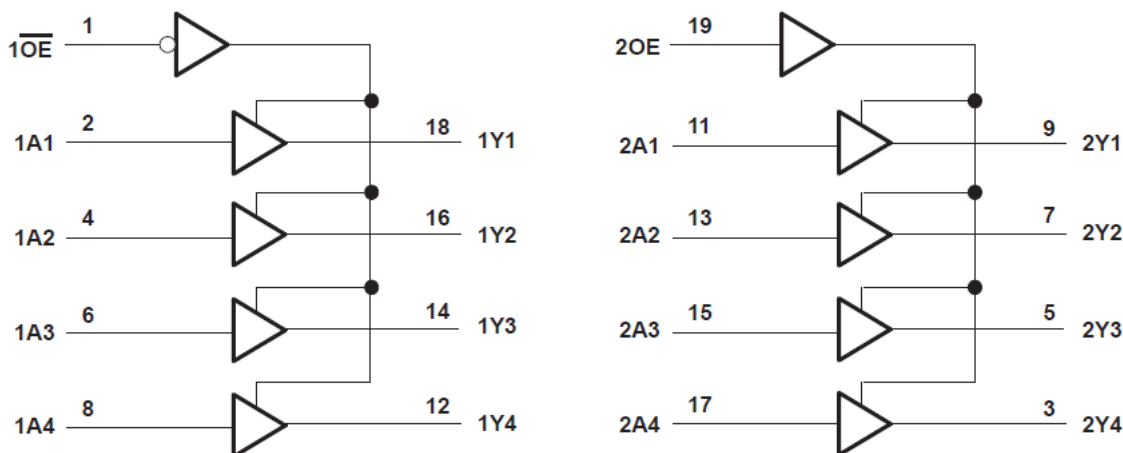 1 19
1O̅E̅ 2OE
2 18 11 9
1A1 1Y1 2A1 2Y1
4 16 13 7
1A2 1Y2 2A2 2Y2
6 14 15 5
1A3 1Y3 2A3 2Y3
8 12 17 3
1A4 1Y4 2A4 2Y4